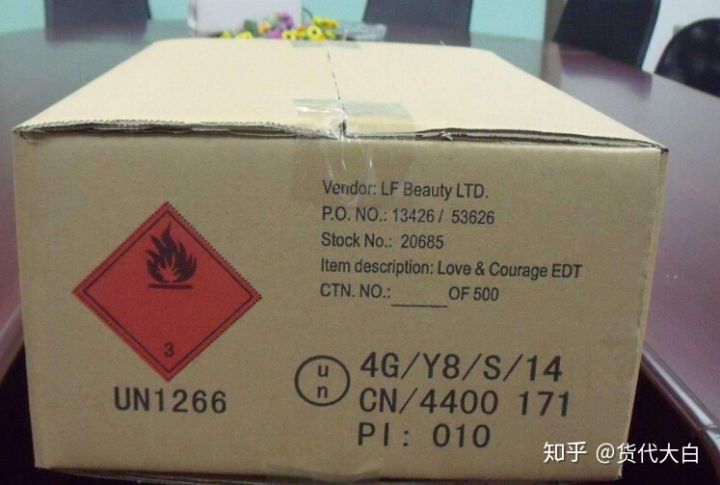 Vendor: LF Beauty LTD.
P.O. NO.: 13426 / 53626
Stock No.: 20685
Item description: Love & Courage EDT
CTN. NO.:______ OF 500
3
UN1266
un
4G/Y8/S/14
CN/4400 171
PI: 010
知乎 @货代大白